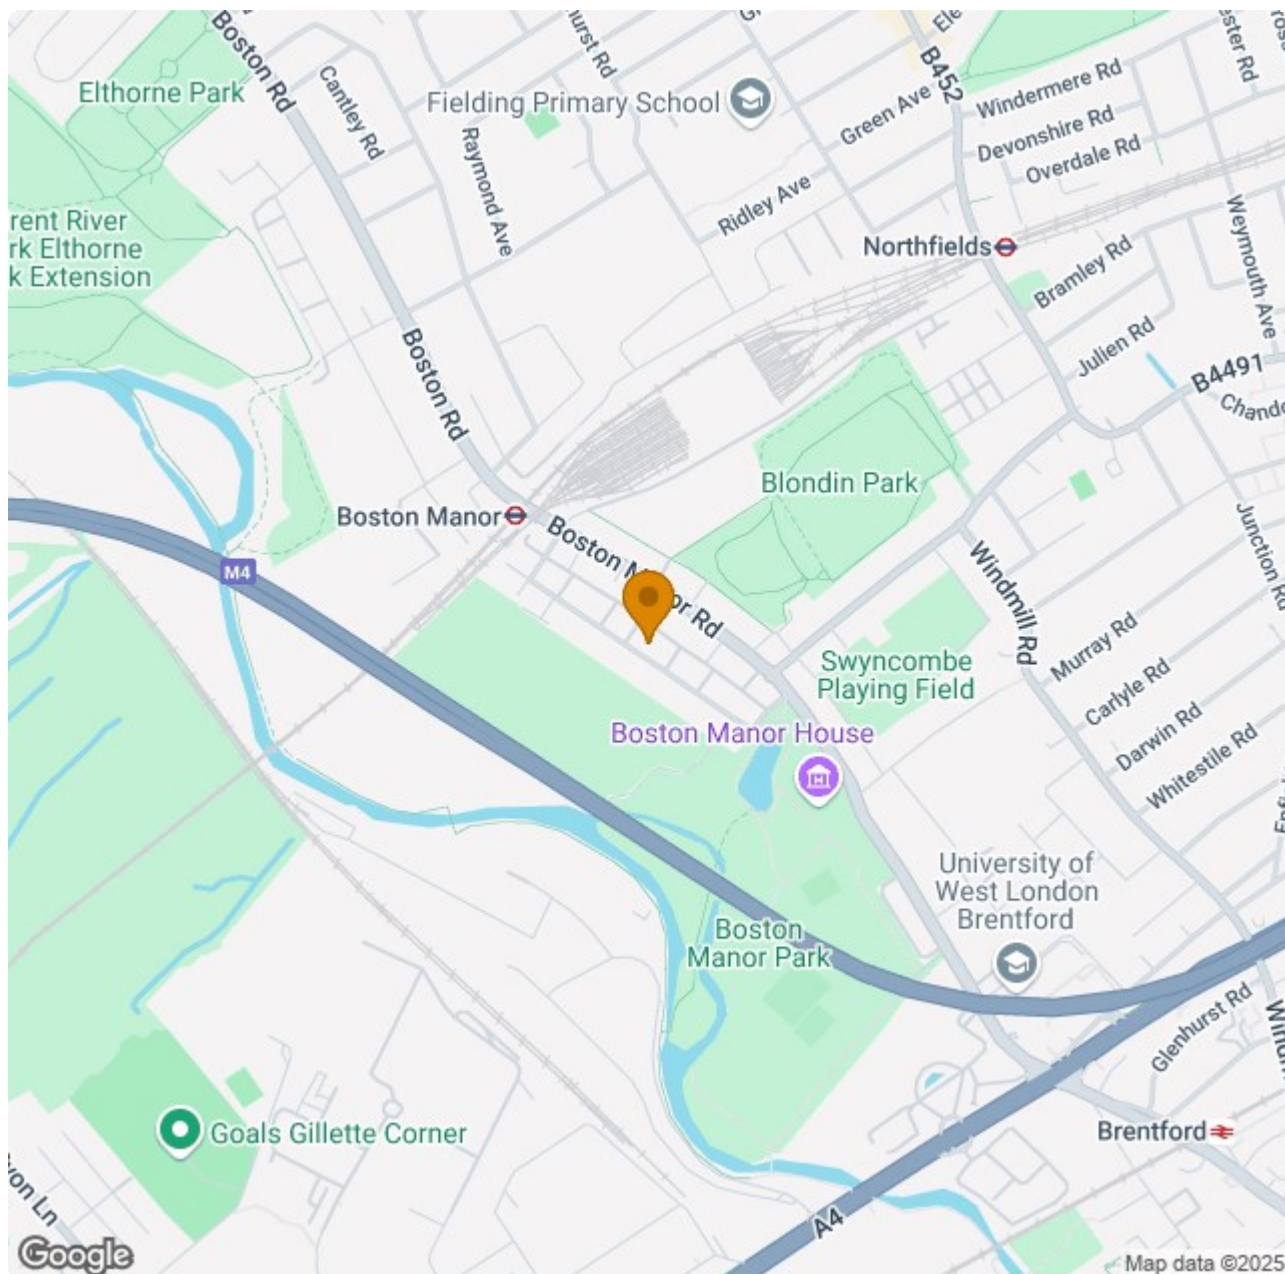 Boston Rd
Elthorne Park
Cantley Rd
hurst Rd
Fielding Primary School
B452
Windermere Rd
Green Ave
Devonshire Rd
Overdale Rd
Raymond Ave
Ridley Ave
Weymouth Ave
rent River
rk Elthorne
k Extension
Northfields
Bramley Rd
Julien Rd
Boston Rd
B4491
Blondin Park
Boston Manor
Boston Manor Rd
Junction Rd
M4
Windmill Rd
Murray Rd
Swyncombe
Playing Field
Carlyle Rd
Darwin Rd
Whitestile Rd
Boston Manor House
University of
West London
Brentford
Boston
Manor Park
Glenhurst Rd
Goals Gillette Corner
Brentford
A4
Google
Map data ©2025